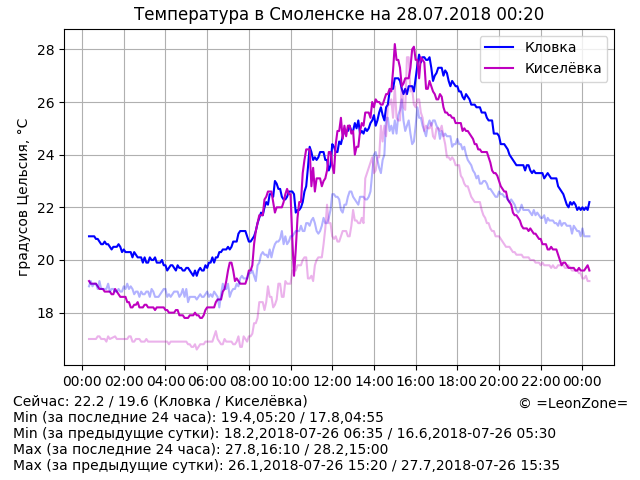 Температура в Смоленске на 28.07.2018 00:20
градусов Цельсия, °C
28
26
24
22
20
18
Кловка
Киселёвка
00:00 02:00 04:00 06:00 08:00 10:00 12:00 14:00 16:00 18:00 20:00 22:00 00:00
Сейчас: 22.2 / 19.6 (Кловка / Киселёвка)
© =LeonZone=
Min (за последние 24 часа): 19.4,05:20 / 17.8,04:55
Min (за предыдущие сутки): 18.2,2018-07-26 06:35 / 16.6,2018-07-26 05:30
Max (за последние 24 часа): 27.8,16:10 / 28.2,15:00
Max (за предыдущие сутки): 26.1,2018-07-26 15:20 / 27.7,2018-07-26 15:35